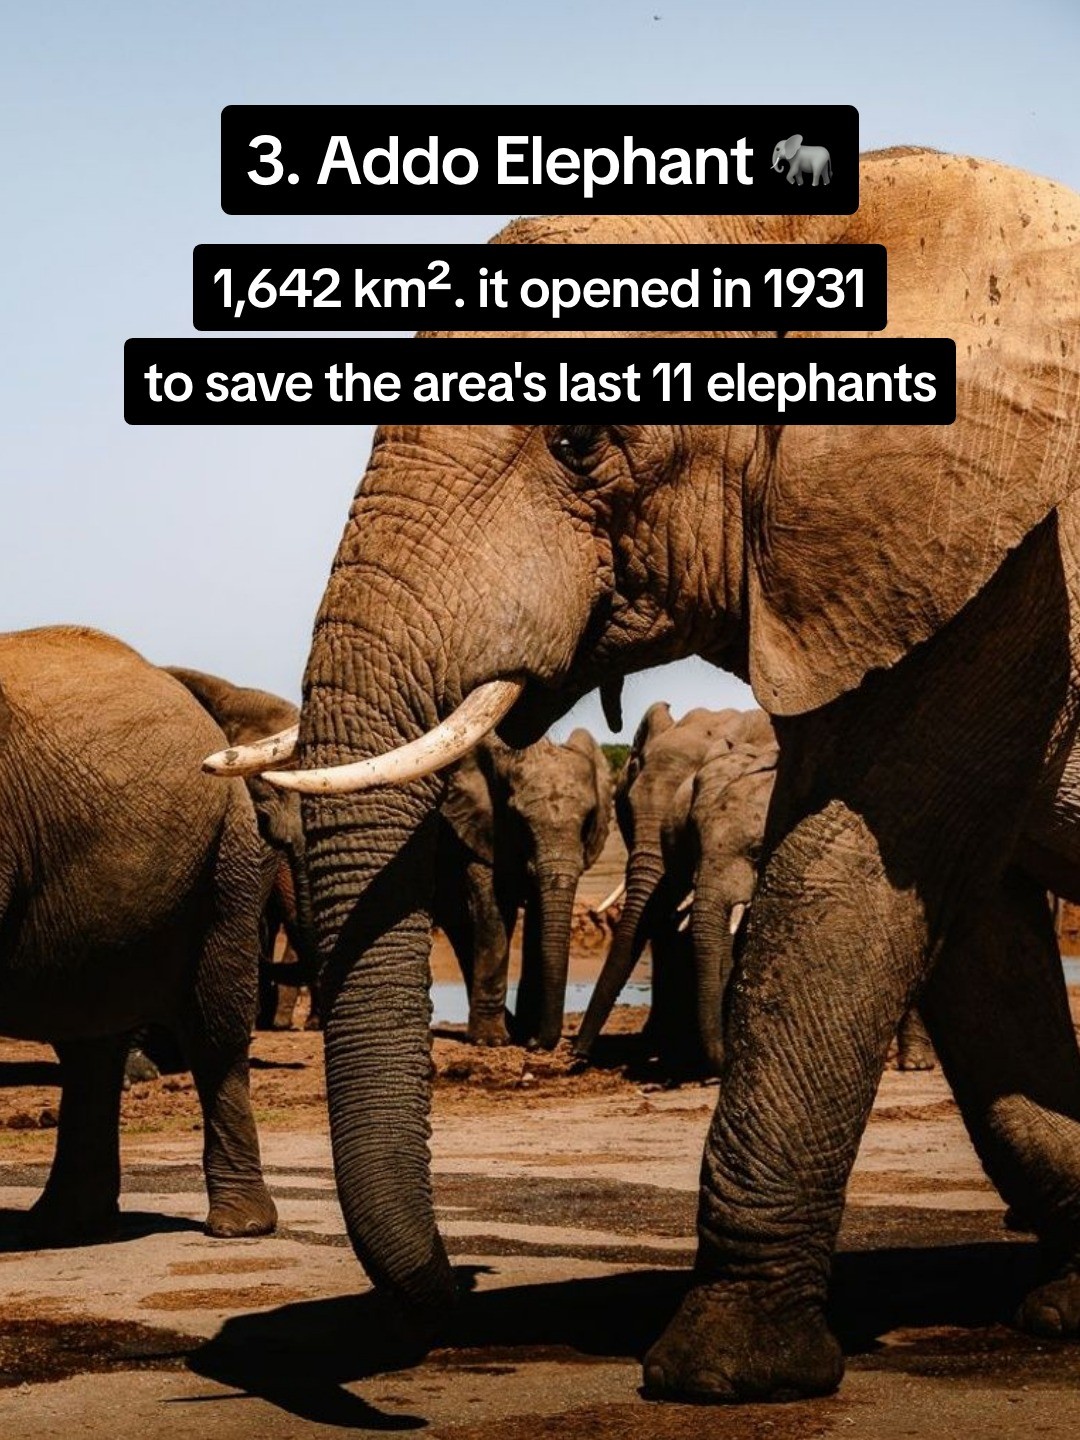 3. Addo Elephant 🐘
1,642 km². it opened in 1931
to save the area's last 11 elephants